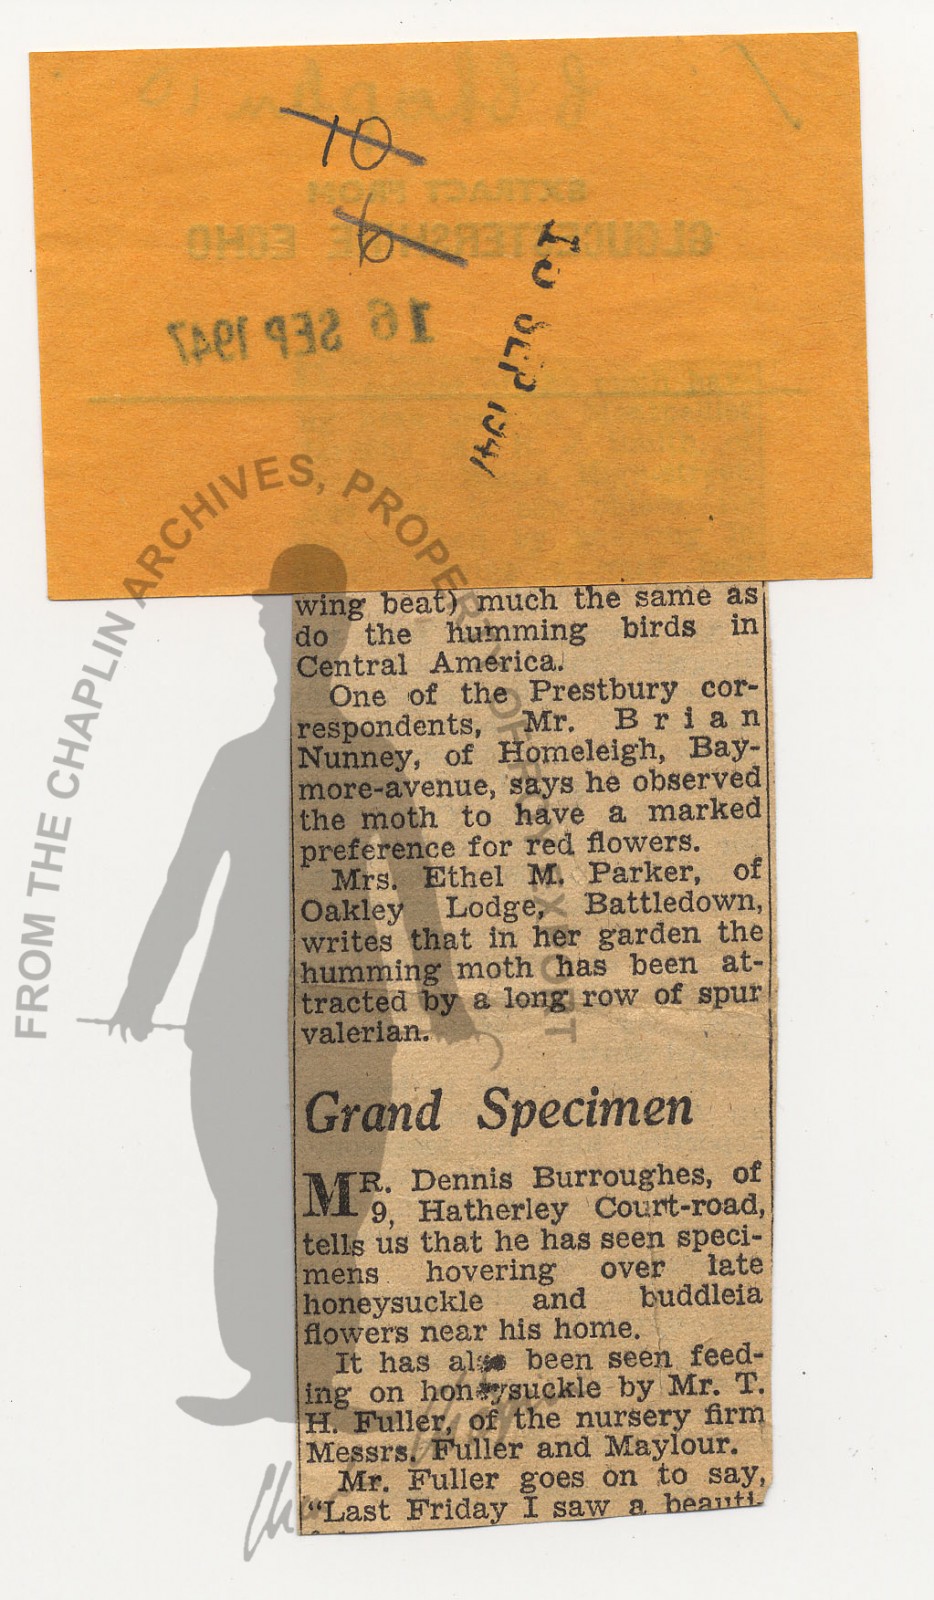 10
6
EXTRACT FROM
GLOUCESTERSHIRE ECHO
16 SEP 1947
FROM THE CHAPLIN ARCHIVES, PROPERTY OF ROY EXPORT
wing beat) much the same as
do the humming birds in
Central America.
One of the Prestbury cor-
respondents, Mr. Brian
Nunney, of Homeleigh, Bay-
more-avenue, says he observed
the moth to have a marked
preference for red flowers.
Mrs. Ethel M. Parker, of
Oakley Lodge, Battledown,
writes that in her garden the
humming moth has been at-
tracted by a long row of spur
valerian.
Grand Specimen
MR. Dennis Burroughes, of
9, Hatherley Court-road,
tells us that he has seen speci-
mens hovering over late
honeysuckle and buddleia
flowers near his home.
It has also been seen feed-
ing on honeysuckle by Mr. T.
H. Fuller, of the nursery firm
Messrs. Fuller and Maylour.
Mr. Fuller goes on to say,
"Last Friday I saw a beauti-